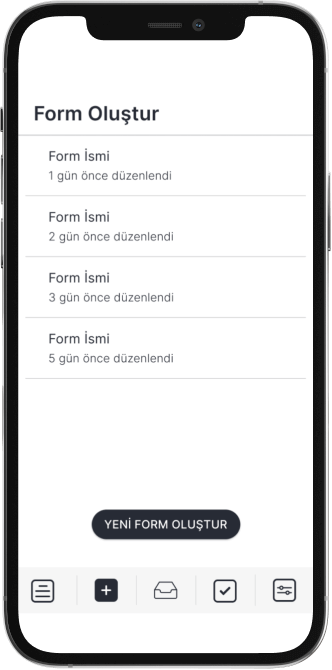 Form Oluştur
Form İsmi
1 gün önce düzenlendi
Form İsmi
2 gün önce düzenlendi
Form İsmi
3 gün önce düzenlendi
Form İsmi
5 gün önce düzenlendi
YENİ FORM OLUŞTUR